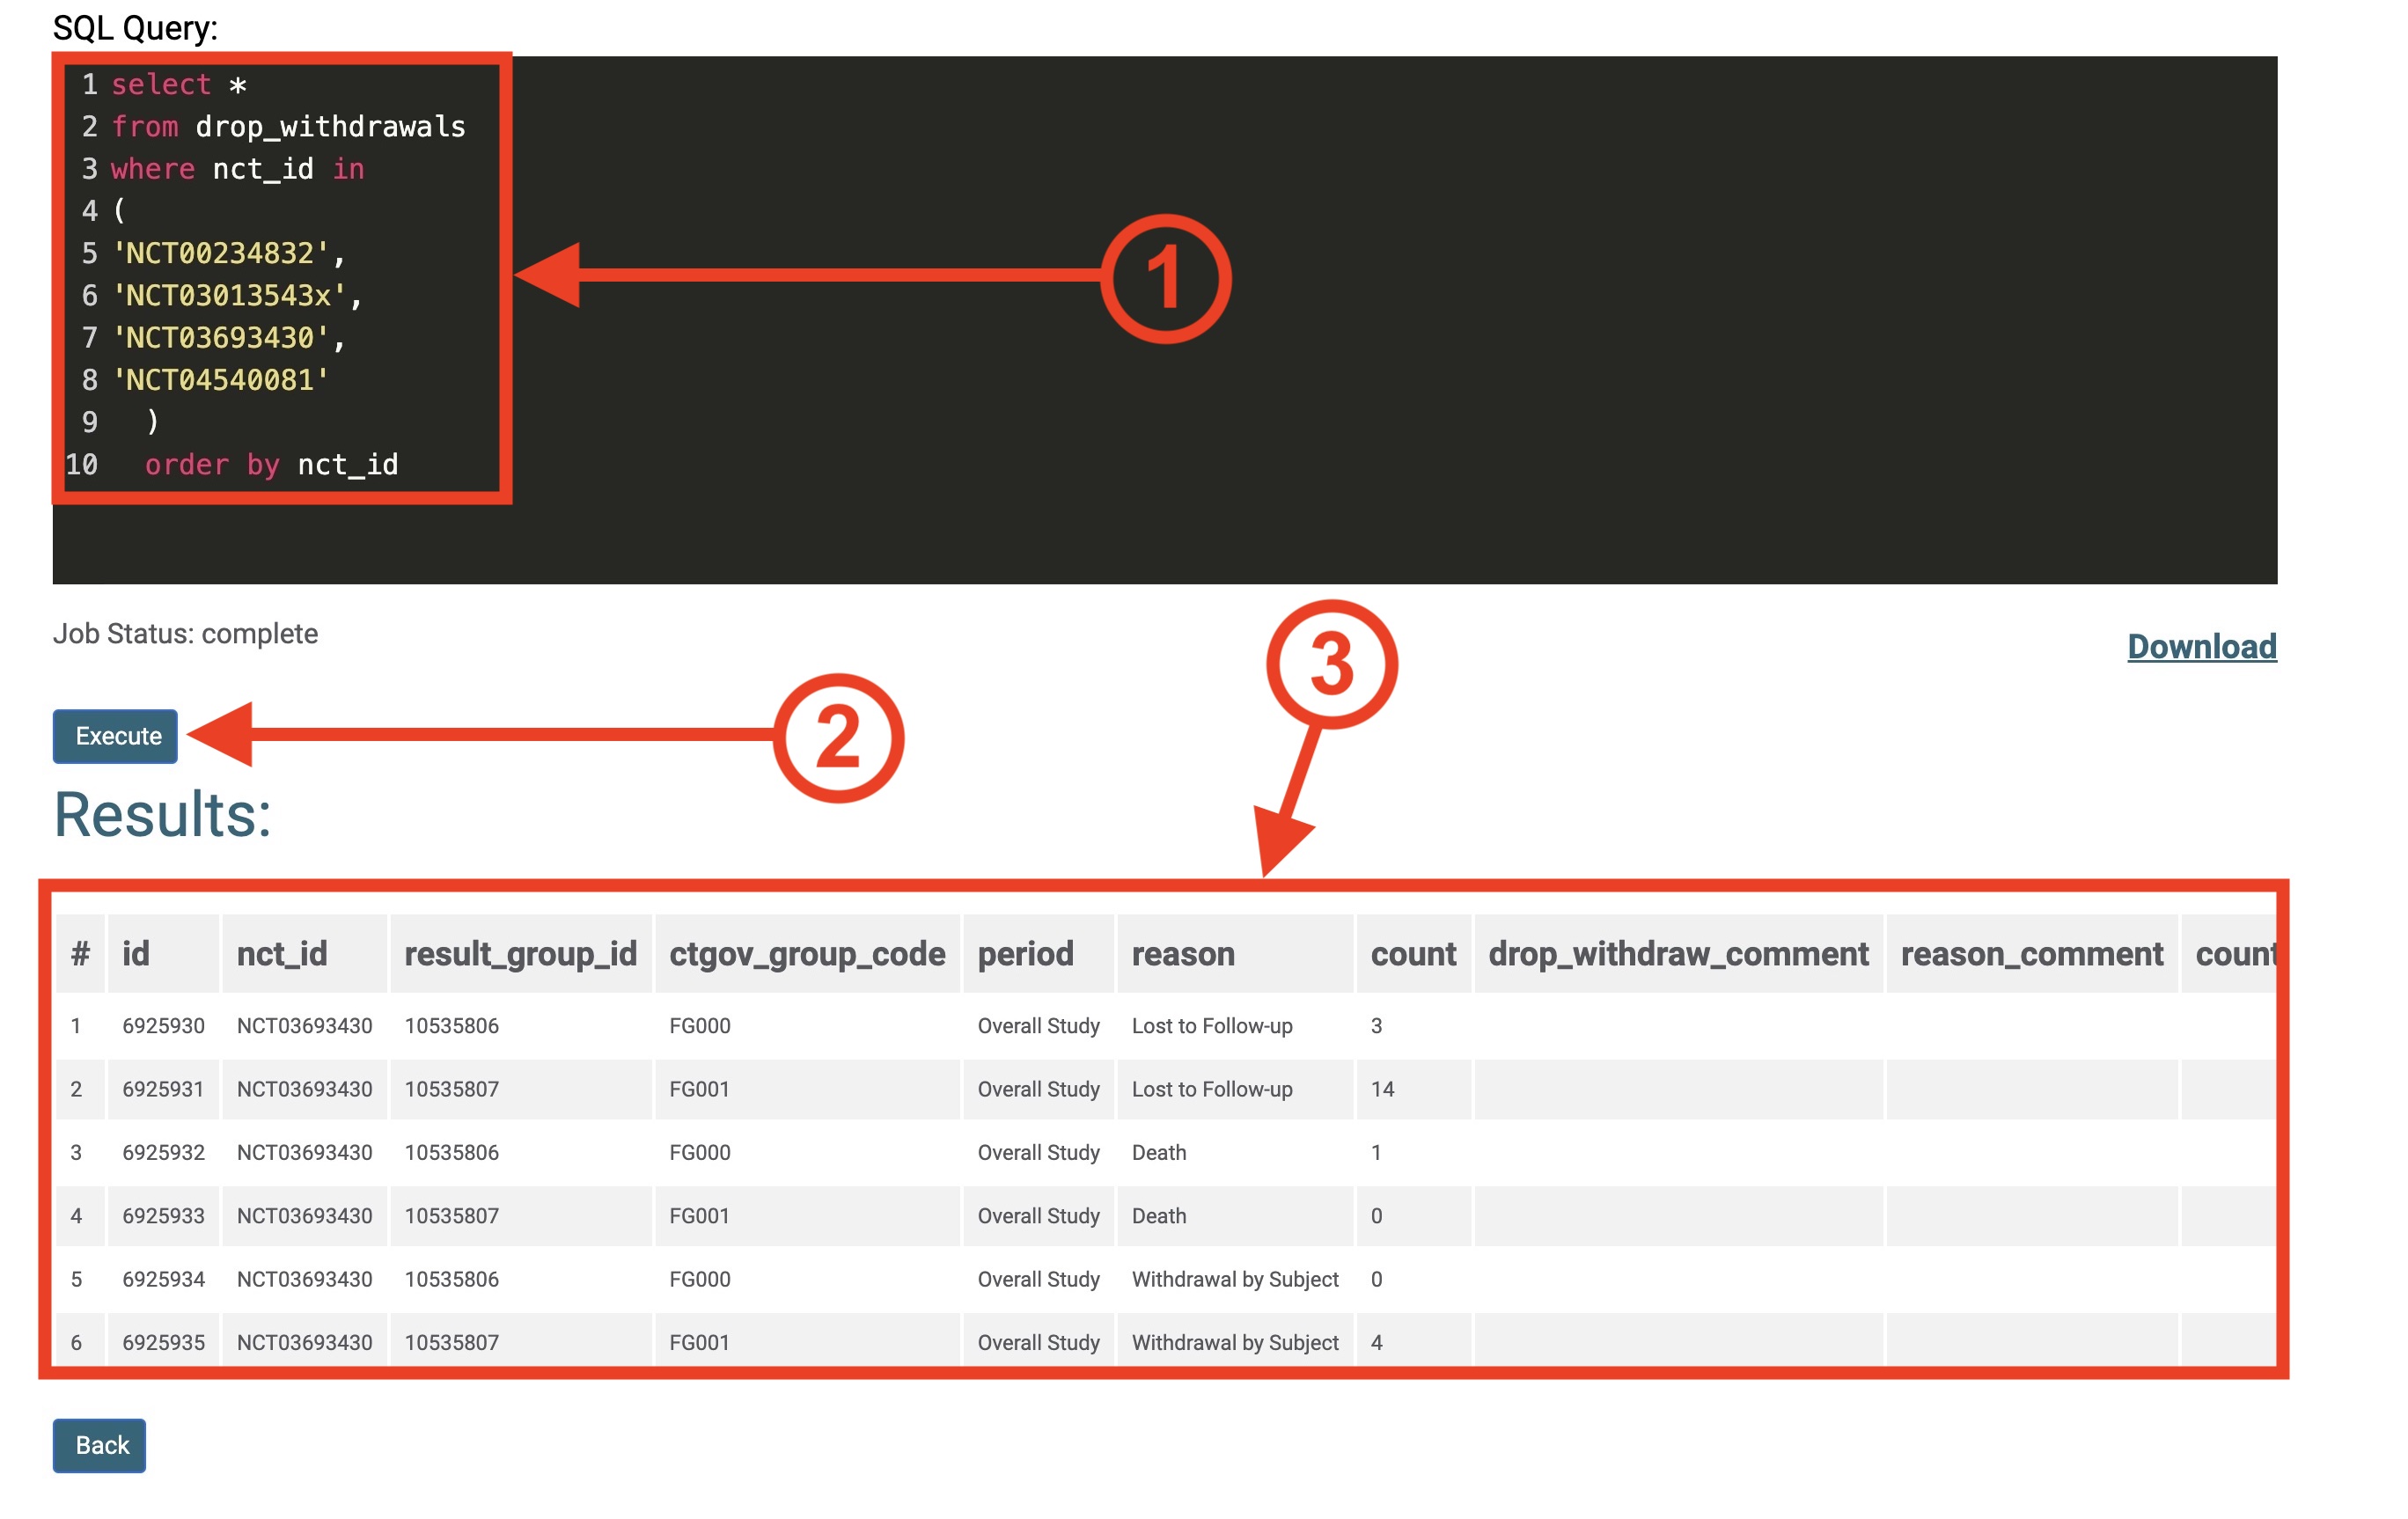 SQL Query:
1 select *
2 from drop_withdrawals
3 where nct_id in
4 (
5 'NCT00234832',
6 'NCT03013543x',
7 'NCT03693430',
8 'NCT04540081'
9 )
10 order by nct_id
1
Job Status: complete
Download
3
Execute
2
Results:
# id nct_id result_group_id ctgov_group_code period reason count drop_withdraw_comment reason_comment count
1 6925930 NCT03693430 10535806 FG000 Overall Study Lost to Follow-up 3
2 6925931 NCT03693430 10535807 FG001 Overall Study Lost to Follow-up 14
3 6925932 NCT03693430 10535806 FG000 Overall Study Death 1
4 6925933 NCT03693430 10535807 FG001 Overall Study Death 0
5 6925934 NCT03693430 10535806 FG000 Overall Study Withdrawal by Subject 0
6 6925935 NCT03693430 10535807 FG001 Overall Study Withdrawal by Subject 4
Back